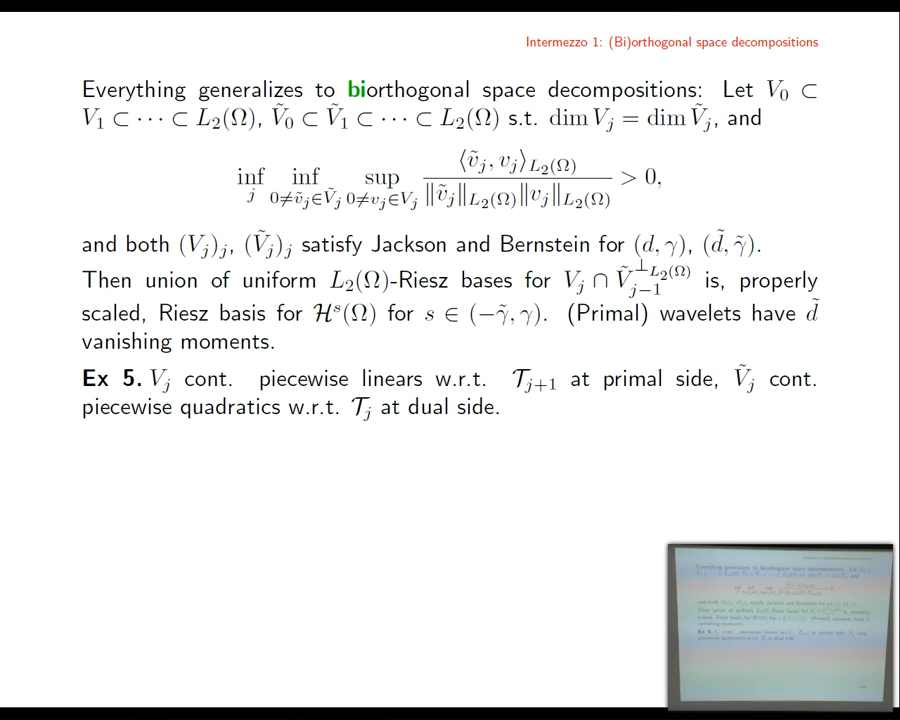 Intermezzo 1: (Bi)orthogonal space decompositions
Everything generalizes to biorthogonal space decompositions: Let V_0 ⊂
V_1 ⊂ ⋯ ⊂ L_2(Ω), Ṽ_0 ⊂ Ṽ_1 ⊂ ⋯ ⊂ L_2(Ω) s.t. dim V_j = dim Ṽ_j, and
inf_j inf_{0≠ṽ_j∈Ṽ_j} sup_{0≠v_j∈V_j} ⟨ṽ_j, v_j⟩_{L_2(Ω)} / ‖ṽ_j‖_{L_2(Ω)}‖v_j‖_{L_2(Ω)} > 0,
and both (V_j)_j, (Ṽ_j)_j satisfy Jackson and Bernstein for (d, γ), (d̃, γ̃).
Then union of uniform L_2(Ω)-Riesz bases for V_j ∩ Ṽ_{j−1}^{⊥_{L_2(Ω)}} is, properly
scaled, Riesz basis for ℋ^s(Ω) for s ∈ (−γ̃, γ). (Primal) wavelets have d̃
vanishing moments.
Ex 5. V_j cont. piecewise linears w.r.t. 𝒯_{j+1} at primal side, Ṽ_j cont.
piecewise quadratics w.r.t. 𝒯_j at dual side.